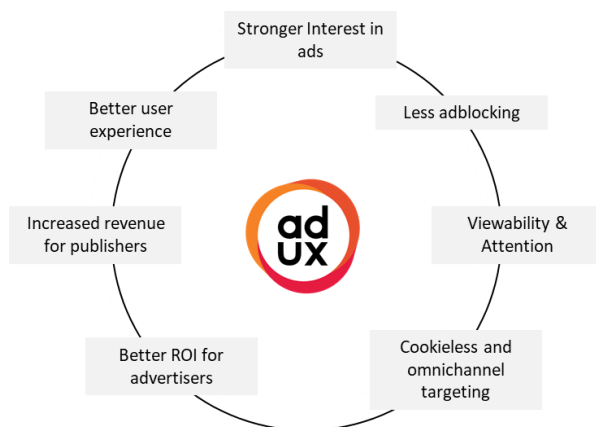 Stronger Interest in
ads
Less adblocking
Viewability &
Attention
Cookieless and
omnichannel
targeting
Better ROI for
advertisers
Increased revenue
for publishers
Better user
experience
ad
UX